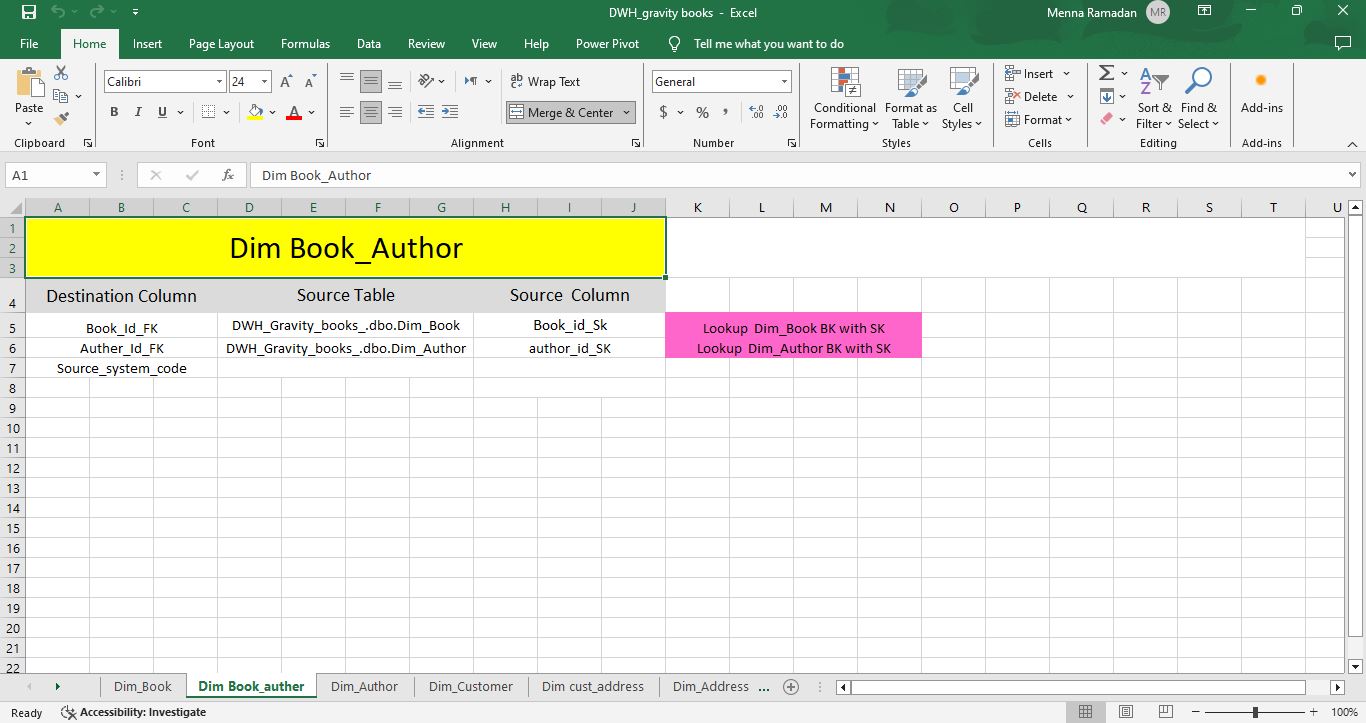 DWH_gravity books - Excel
Menna Ramadan MR
File Home Insert Page Layout Formulas Data Review View Help Power Pivot Tell me what you want to do
Paste
Clipboard
Calibri 24
B I U
Font
Wrap Text
Merge & Center
Alignment
General
$ % ,
Number
Conditional Formatting
Format as Table
Cell Styles
Styles
Insert
Delete
Format
Cells
Sort & Filter
Find & Select
Editing
Add-ins
Add-ins
A1 fx Dim Book_Author
A B C D E F G H I J K L M N O P Q R S T U
1
2 Dim Book_Author
3
4 Destination Column Source Table Source Column
5 Book_Id_FK DWH_Gravity_books_.dbo.Dim_Book Book_id_Sk Lookup Dim_Book BK with SK
6 Auther_Id_FK DWH_Gravity_books_.dbo.Dim_Author author_id_SK Lookup Dim_Author BK with SK
7 Source_system_code
8
9
10
11
12
13
14
15
16
17
18
19
20
21
22
Dim_Book Dim Book_auther Dim_Author Dim_Customer Dim cust_address Dim_Address ...
Ready Accessibility: Investigate 100%